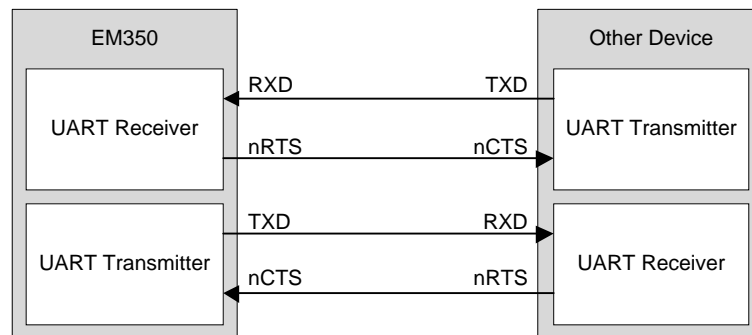 EM350
Other Device
RXD
TXD
UART Receiver
UART Transmitter
nRTS
nCTS
TXD
RXD
UART Transmitter
UART Receiver
nCTS
nRTS